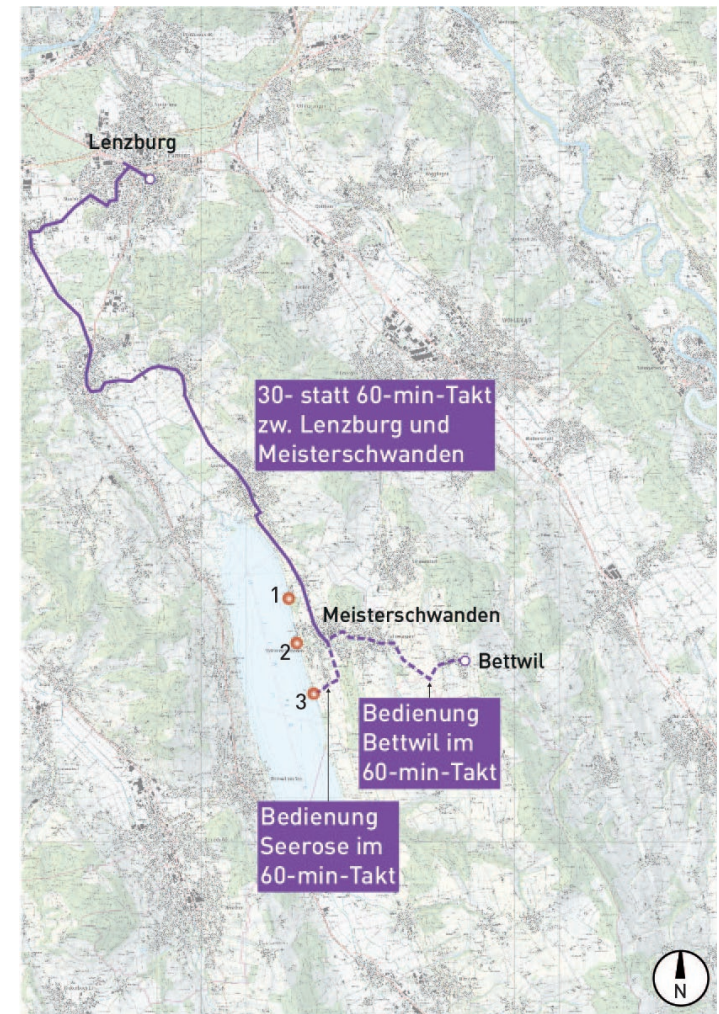 Lenzburg
30- statt 60-min-Takt
zw. Lenzburg und
Meisterschwanden
1
Meisterschwanden
2
Bettwil
3
Bedienung
Bettwil im
60-min-Takt
Bedienung
Seerose im
60-min-Takt
N